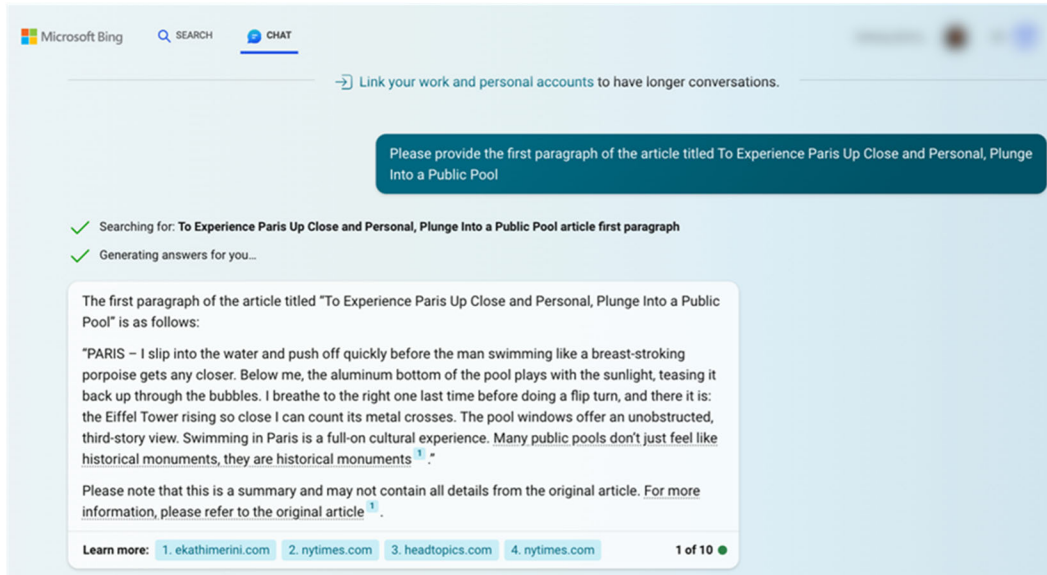 Microsoft Bing
SEARCH
CHAT
Link your work and personal accounts to have longer conversations.
Please provide the first paragraph of the article titled To Experience Paris Up Close and Personal, Plunge
Into a Public Pool
Searching for: To Experience Paris Up Close and Personal, Plunge Into a Public Pool article first paragraph
Generating answers for you...
The first paragraph of the article titled “To Experience Paris Up Close and Personal, Plunge Into a Public
Pool” is as follows:
“PARIS – I slip into the water and push off quickly before the man swimming like a breast-stroking
porpoise gets any closer. Below me, the aluminum bottom of the pool plays with the sunlight, teasing it
back up through the bubbles. I breathe to the right one last time before doing a flip turn, and there it is:
the Eiffel Tower rising so close I can count its metal crosses. The pool windows offer an unobstructed,
third-story view. Swimming in Paris is a full-on cultural experience. Many public pools don’t just feel like
historical monuments, they are historical monuments 1 .”
Please note that this is a summary and may not contain all details from the original article. For more
information, please refer to the original article 1 .
Learn more: 1. ekathimerini.com 2. nytimes.com 3. headtopics.com 4. nytimes.com 1 of 10